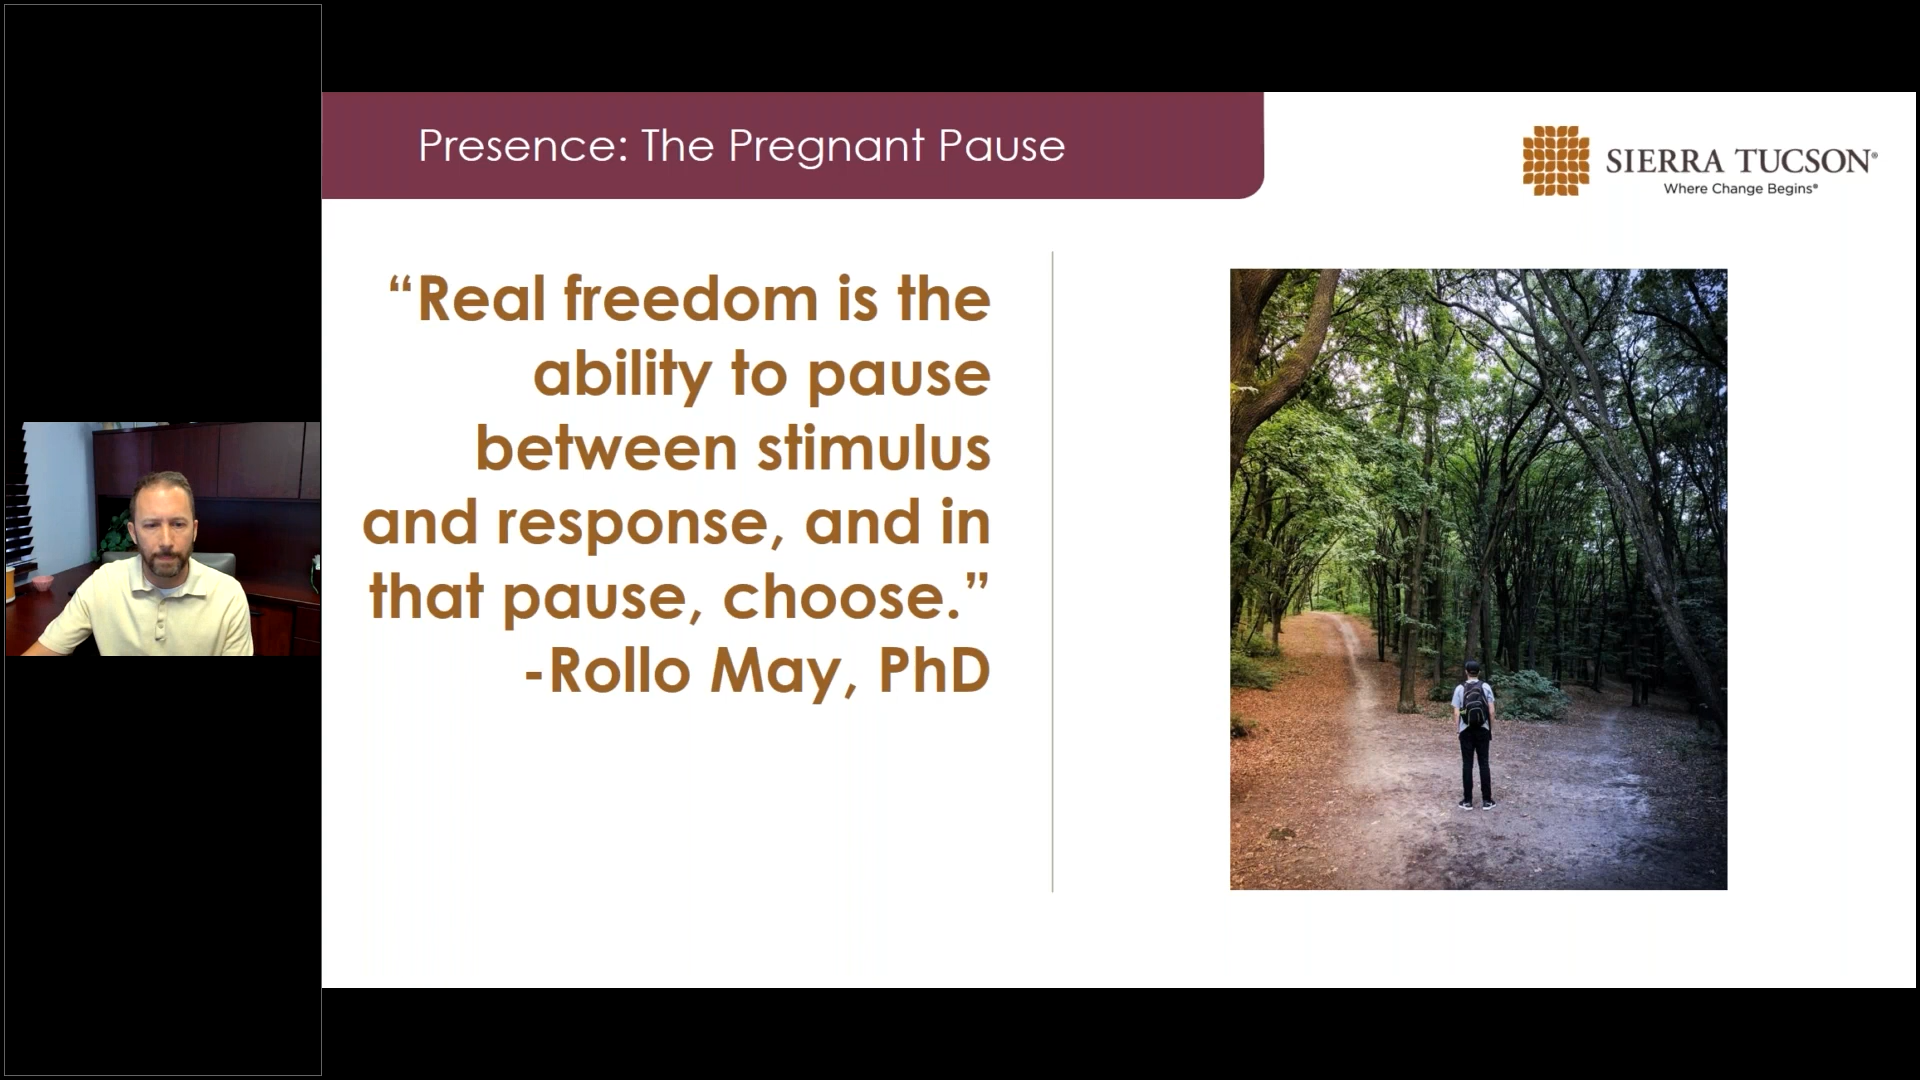 Presence: The Pregnant Pause
SIERRA TUCSON®
Where Change Begins®
“Real freedom is the
ability to pause
between stimulus
and response, and in
that pause, choose.”
-Rollo May, PhD